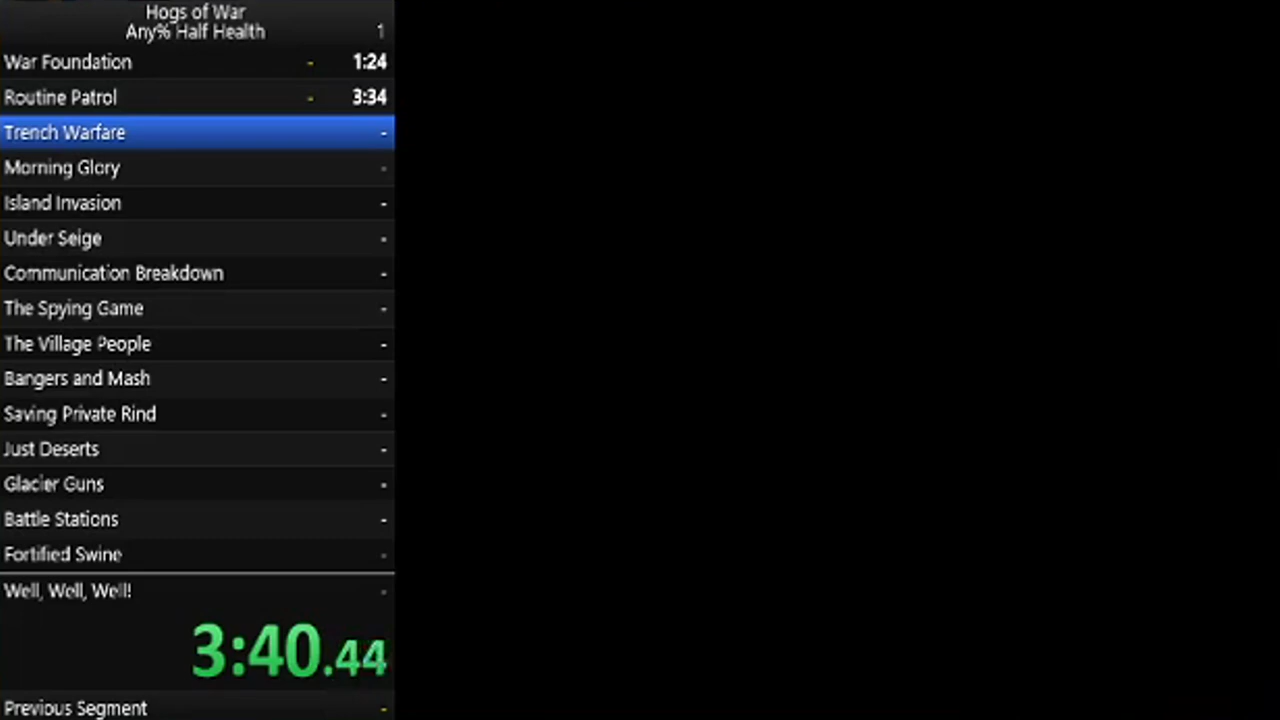 Hogs of War
Any% Half Health 1
War Foundation - 1:24
Routine Patrol - 3:34
Trench Warfare -
Morning Glory -
Island Invasion -
Under Seige -
Communication Breakdown -
The Spying Game -
The Village People -
Bangers and Mash -
Saving Private Rind -
Just Deserts -
Glacier Guns -
Battle Stations -
Fortified Swine -
Well, Well, Well! -
3:40.44
Previous Segment -